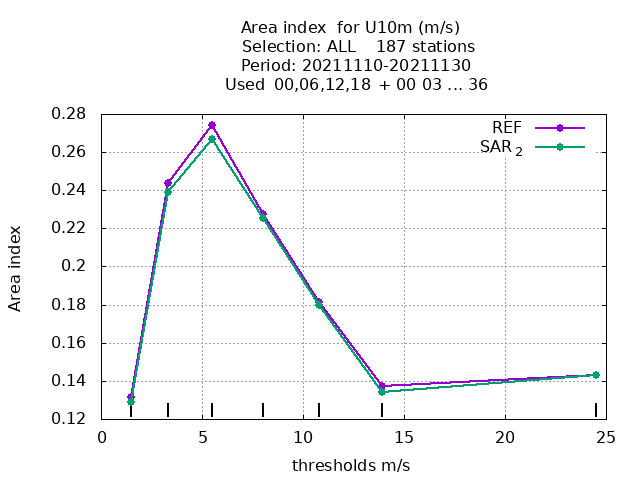 Area index  for U10m (m/s)
Selection: ALL    187 stations
Period: 20211110-20211130
Used  00,06,12,18 + 00 03 ... 36
0.28
0.26
0.24
0.22
0.2
0.18
0.16
0.14
0.12
Area index
REF
SAR 2
0 5 10 15 20 25
thresholds m/s